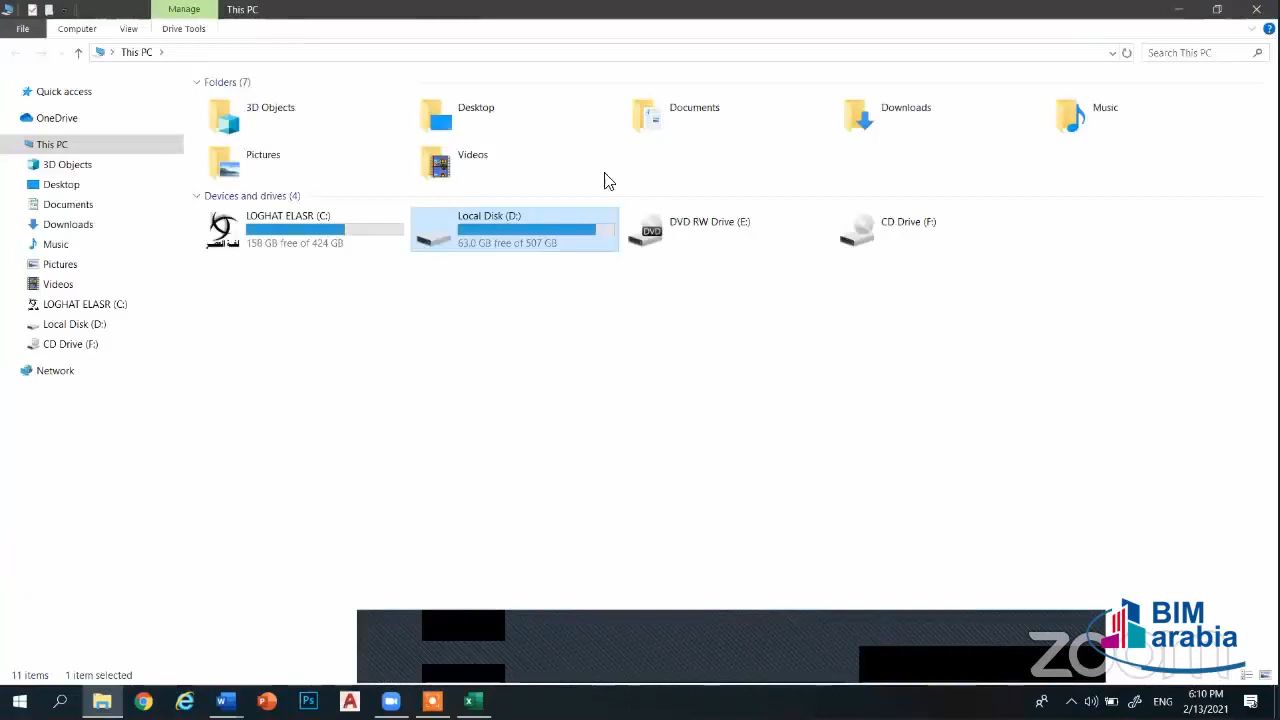 Manage
This PC
File
Computer
View
Drive Tools
This PC
Search This PC
Quick access
OneDrive
This PC
3D Objects
Desktop
Documents
Downloads
Music
Pictures
Videos
LOGHAT ELASR (C:)
Local Disk (D:)
CD Drive (F:)
Network
Folders (7)
3D Objects
Desktop
Documents
Downloads
Music
Pictures
Videos
Devices and drives (4)
LOGHAT ELASR (C:)
158 GB free of 424 GB
لغة العصر
Local Disk (D:)
63.0 GB free of 507 GB
DVD RW Drive (E:)
DVD
CD Drive (F:)
BIM
arabia
zoom
11 items
1 item selected
ENG
6:10 PM
2/13/2021